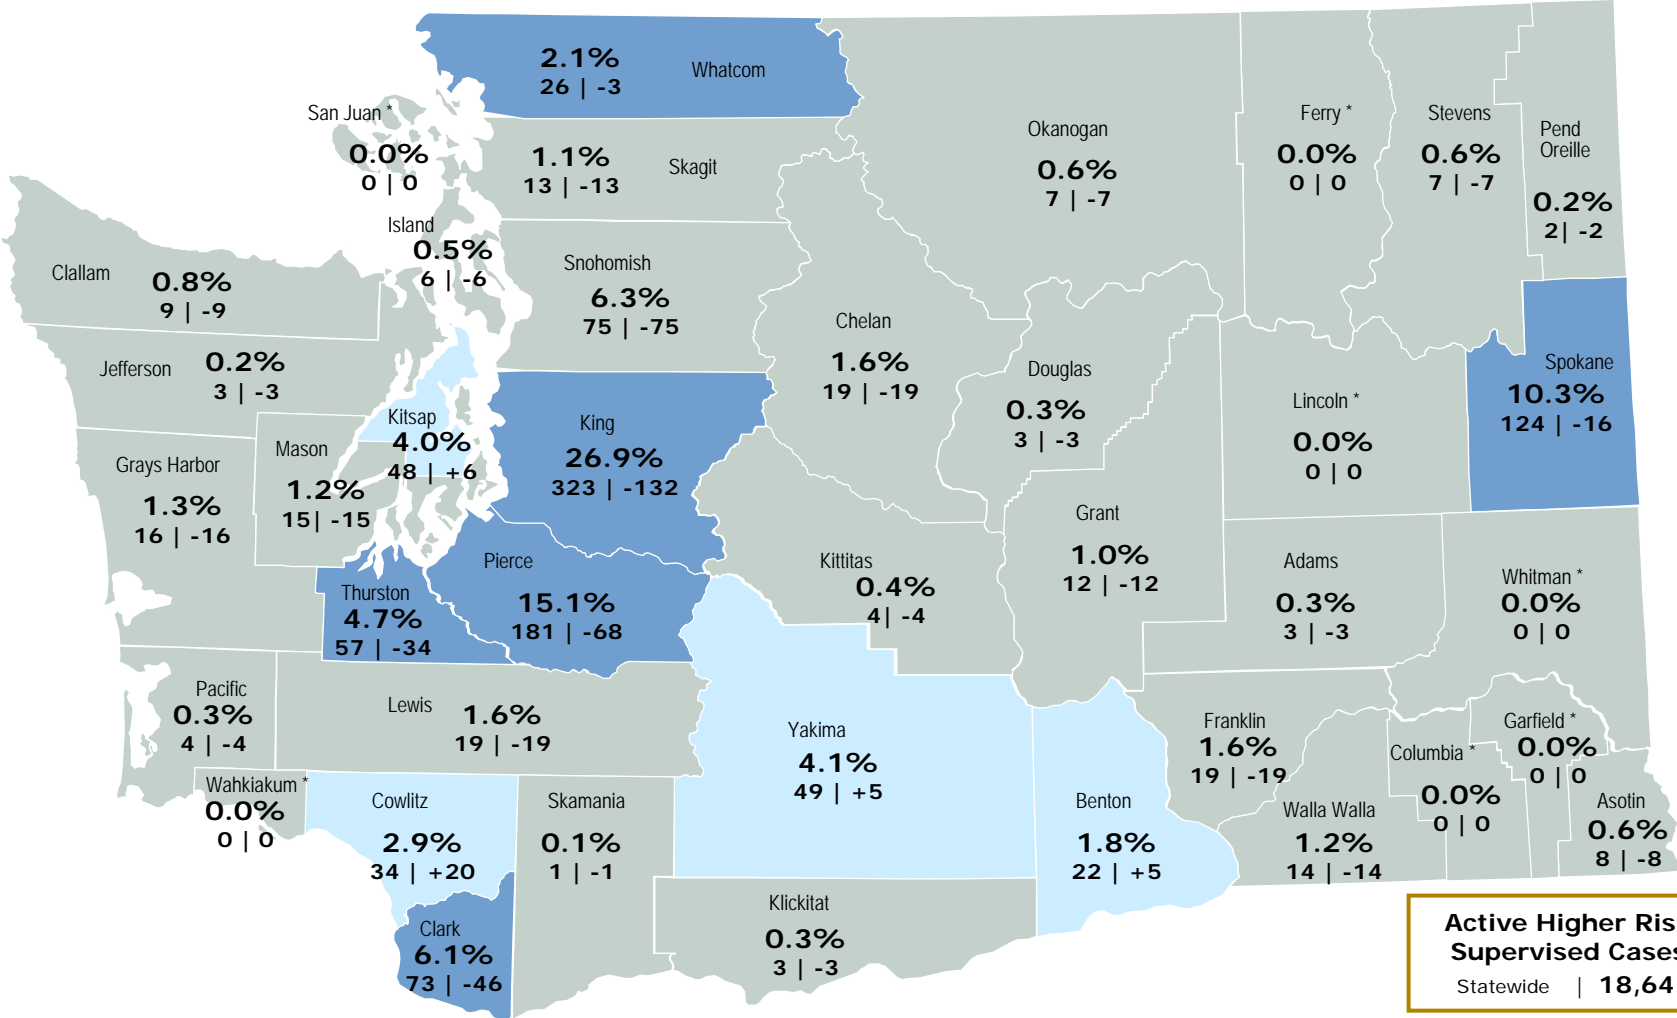 2.1%
26 | -3
Whatcom
San Juan *
0.0%
0 | 0
1.1%
13 | -13
Skagit
Okanogan
0.6%
7 | -7
Ferry *
0.0%
0 | 0
Stevens
0.6%
7 | -7
Pend
Oreille
0.2%
2| -2
Island
0.5%
6 | -6
Clallam
0.8%
9 | -9
Snohomish
6.3%
75 | -75
Chelan
1.6%
19 | -19
Jefferson
0.2%
3 | -3
Douglas
0.3%
3 | -3
Lincoln *
0.0%
0 | 0
Spokane
10.3%
124 | -16
Kitsap
4.0%
48 | +6
King
26.9%
323 | -132
Grays Harbor
1.3%
16 | -16
Mason
1.2%
15| -15
Grant
1.0%
12 | -12
Kittitas
0.4%
4| -4
Adams
0.3%
3 | -3
Whitman *
0.0%
0 | 0
Thurston
4.7%
57 | -34
Pierce
15.1%
181 | -68
Pacific
0.3%
4 | -4
Lewis
1.6%
19 | -19
Yakima
4.1%
49 | +5
Franklin
1.6%
19 | -19
Columbia *
0.0%
0 | 0
Garfield *
0.0%
0 | 0
Wahkiakum *
0.0%
0 | 0
Cowlitz
2.9%
34 | +20
Skamania
0.1%
1 | -1
Benton
1.8%
22 | +5
Walla Walla
1.2%
14 | -14
Asotin
0.6%
8 | -8
Clark
6.1%
73 | -46
Klickitat
0.3%
3 | -3
Active Higher Ris
Supervised Cases
Statewide | 18,64